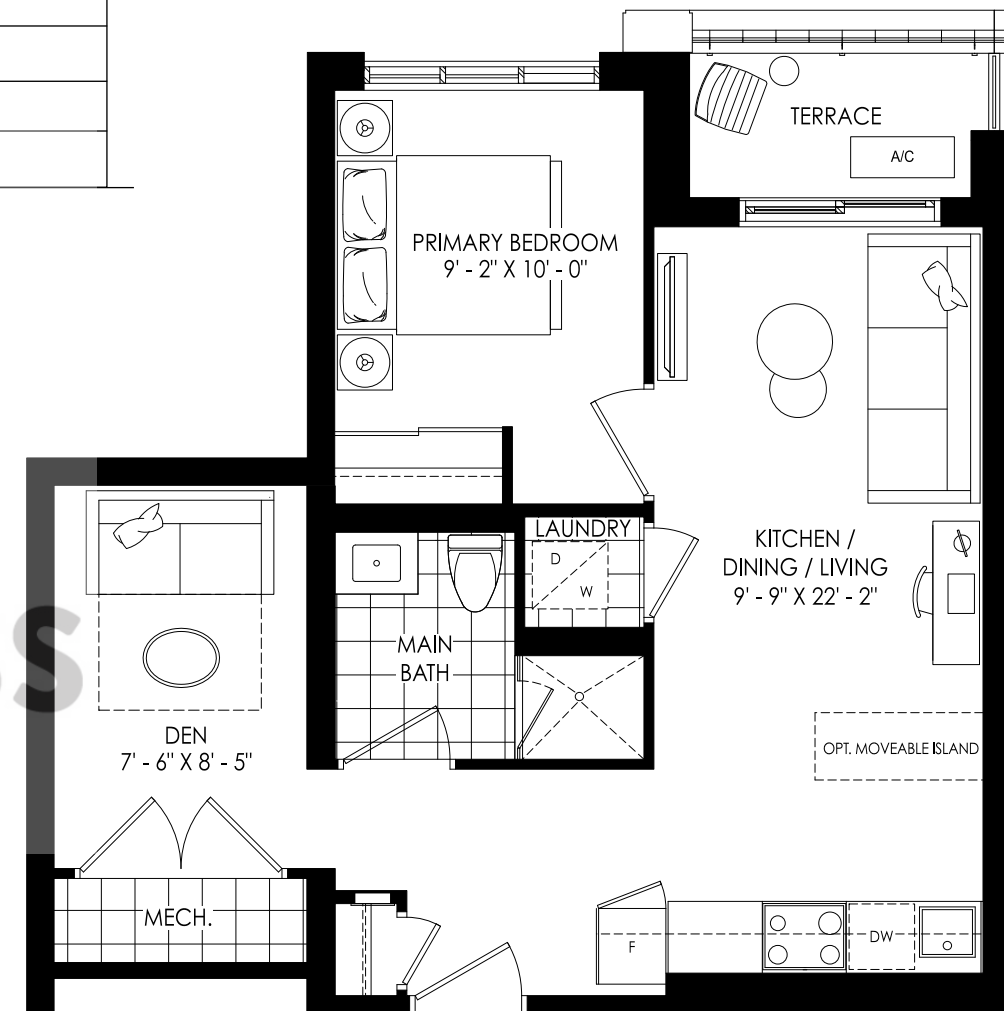 TERRACE
A/C
PRIMARY BEDROOM
9' - 2" X 10' - 0"
LAUNDRY
D
W
KITCHEN /
DINING / LIVING
9' - 9" X 22' - 2"
MAIN
BATH
DEN
7' - 6" X 8' - 5"
OPT. MOVEABLE ISLAND
MECH.
F
DW
s